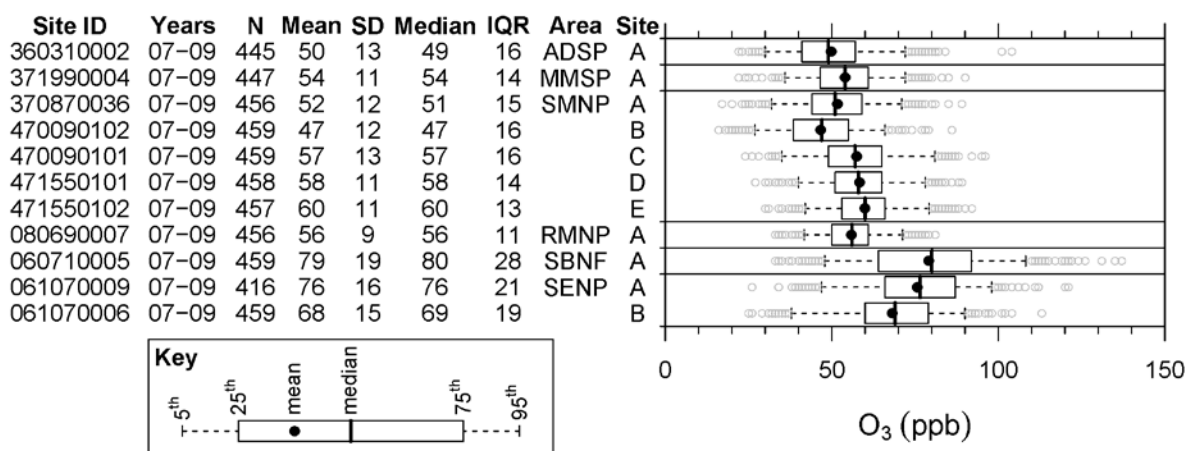 Site ID Years N Mean SD Median IQR Area Site
360310002 07−09 445 50 13 49 16 ADSP A
371990004 07−09 447 54 11 54 14 MMSP A
370870036 07−09 456 52 12 51 15 SMNP A
470090102 07−09 459 47 12 47 16 B
470090101 07−09 459 57 13 57 16 C
471550101 07−09 458 58 11 58 14 D
471550102 07−09 457 60 11 60 13 E
080690007 07−09 456 56 9 56 11 RMNP A
060710005 07−09 459 79 19 80 28 SBNF A
061070009 07−09 416 76 16 76 21 SENP A
061070006 07−09 459 68 15 69 19 B
0 50 100 150
O₃ (ppb)
Key
5th 25th mean median 75th 95th